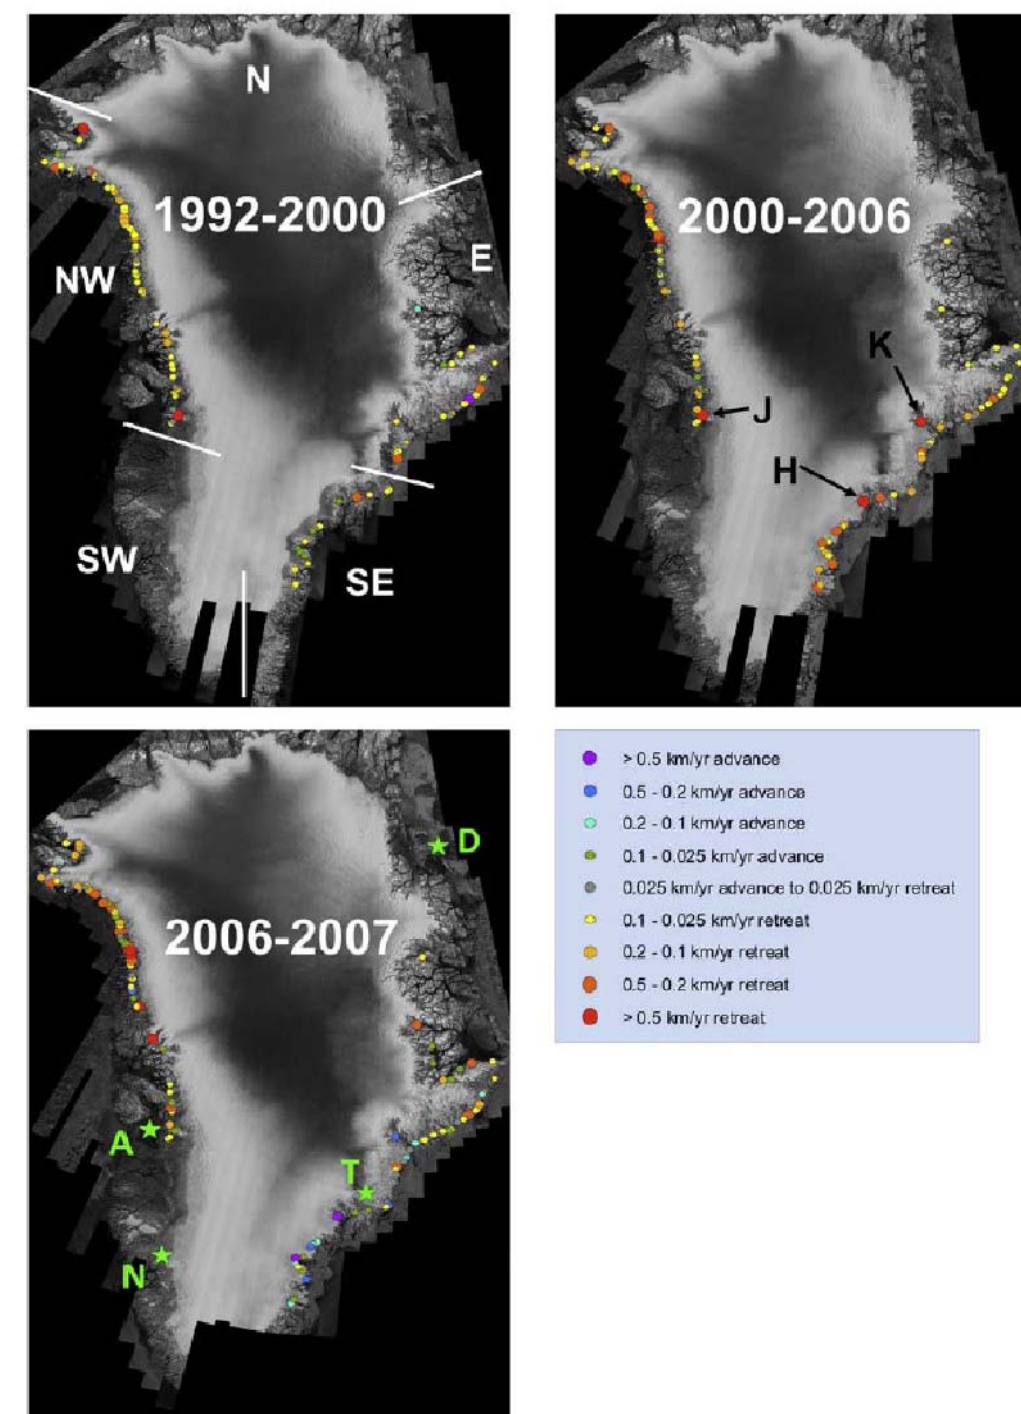 N
1992-2000
E
NW
SW
SE
2000-2006
K
J
H
D
2006-2007
A
T
N
> 0.5 km/yr advance
0.5 - 0.2 km/yr advance
0.2 - 0.1 km/yr advance
0.1 - 0.025 km/yr advance
0.025 km/yr advance to 0.025 km/yr retreat
0.1 - 0.025 km/yr retreat
0.2 - 0.1 km/yr retreat
0.5 - 0.2 km/yr retreat
> 0.5 km/yr retreat